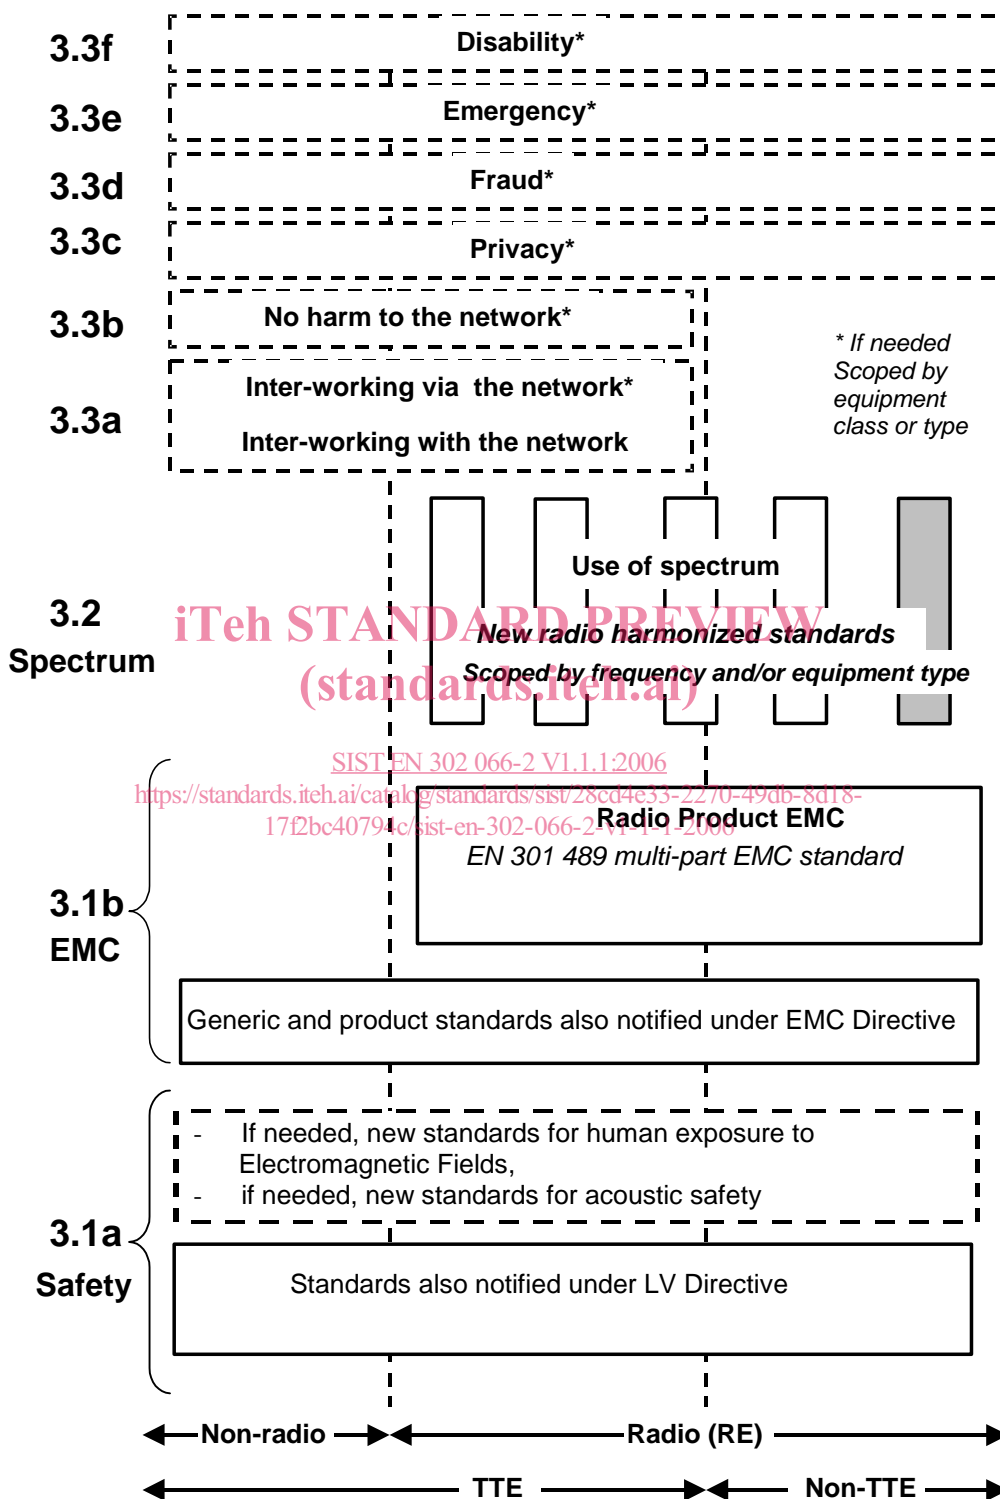 3.3f
Disability*
3.3e
Emergency*
3.3d
Fraud*
3.3c
Privacy*
3.3b
No harm to the network*
3.3a
Inter-working via the network*
Inter-working with the network
* If needed
Scoped by
equipment
class or type
3.2
Spectrum
Use of spectrum
New radio harmonized standards
Scoped by frequency and/or equipment type
iTeh STANDARD PREVIEW
(standards.iteh.ai)
SIST EN 302 066-2 V1.1.1:2006
https://standards.iteh.ai/catalog/standards/sist/28cd4e33-2270-49db-8d18-
17f2bc40794c/sist-en-302-066-2-v1-1-1-2006
3.1b
EMC
Radio Product EMC
EN 301 489 multi-part EMC standard
Generic and product standards also notified under EMC Directive
3.1a
Safety
- If needed, new standards for human exposure to
Electromagnetic Fields,
- if needed, new standards for acoustic safety
Standards also notified under LV Directive
Non-radio
Radio (RE)
TTE
Non-TTE